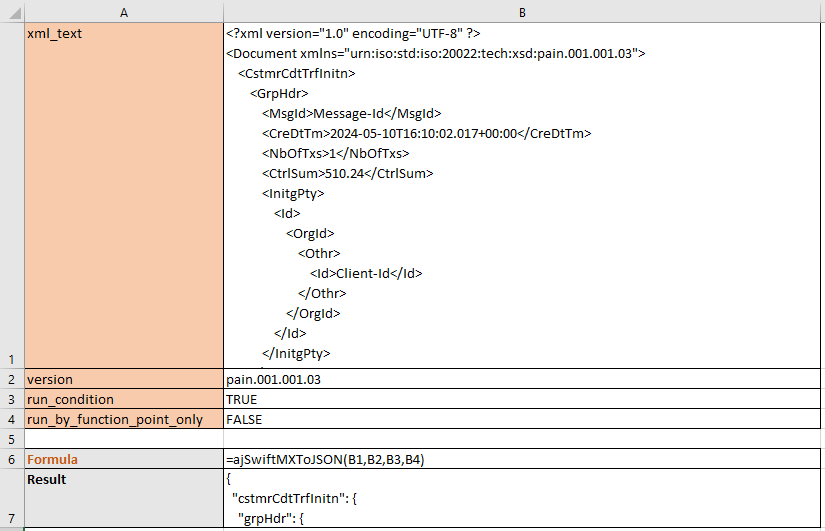 A B
xml_text <?xml version="1.0" encoding="UTF-8" ?>
<Document xmlns="urn:iso:std:iso:20022:tech:xsd:pain.001.001.03">
<CstmrCdtTrfInitn>
<GrpHdr>
<MsgId>Message-Id</MsgId>
<CreDtTm>2024-05-10T16:10:02.017+00:00</CreDtTm>
<NbOfTxs>1</NbOfTxs>
<CtrlSum>510.24</CtrlSum>
<InitgPty>
<Id>
<OrgId>
<Othr>
<Id>Client-Id</Id>
</Othr>
</OrgId>
</Id>
1 </InitgPty>
2 version pain.001.001.03
3 run_condition TRUE
4 run_by_function_point_only FALSE
5
6 Formula =ajSwiftMXToJSON(B1,B2,B3,B4)
Result {
"cstmrCdtTrfInitn": {
7 "grpHdr": {